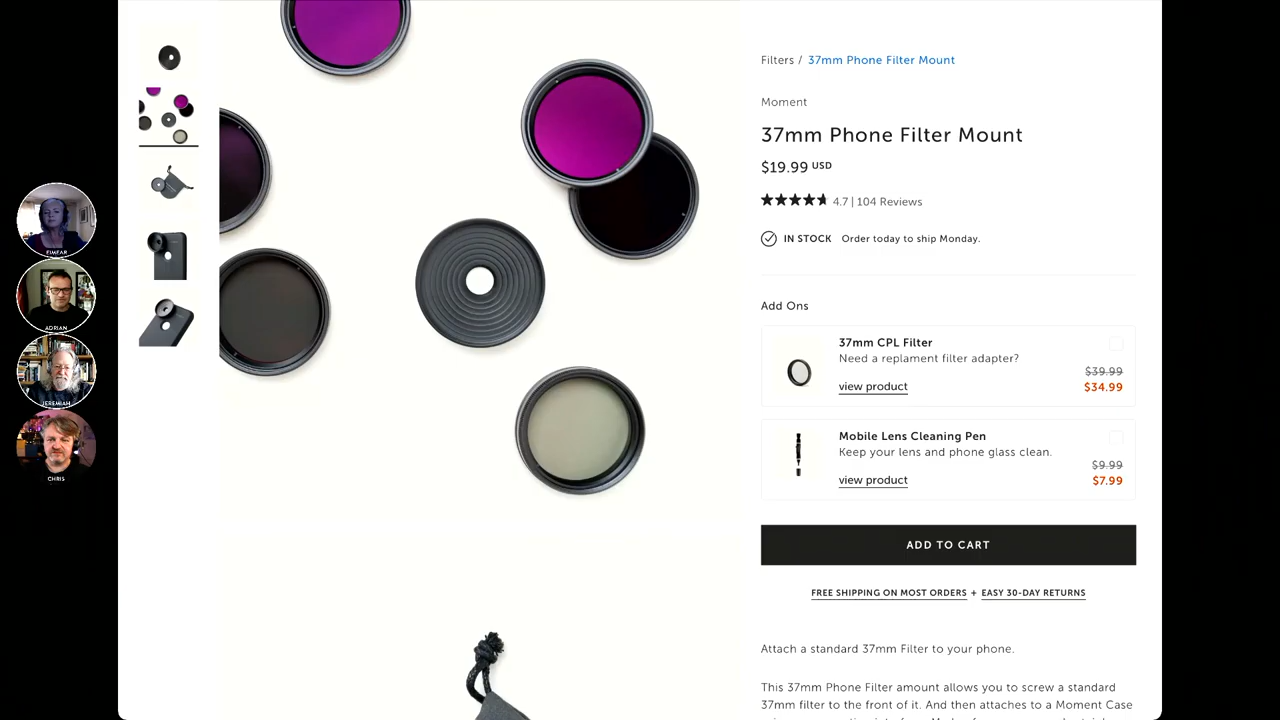 FIMFAR
ADRIAN
JEREMIAH
CHRIS
Filters / 37mm Phone Filter Mount
Moment
37mm Phone Filter Mount
$19.99 USD
4.7 | 104 Reviews
IN STOCK Order today to ship Monday.
Add Ons
37mm CPL Filter
Need a replament filter adapter?
$39.99
view product
$34.99
Mobile Lens Cleaning Pen
Keep your lens and phone glass clean.
$9.99
view product
$7.99
ADD TO CART
FREE SHIPPING ON MOST ORDERS + EASY 30-DAY RETURNS
Attach a standard 37mm Filter to your phone.
This 37mm Phone Filter amount allows you to screw a standard
37mm filter to the front of it. And then attaches to a Moment Case